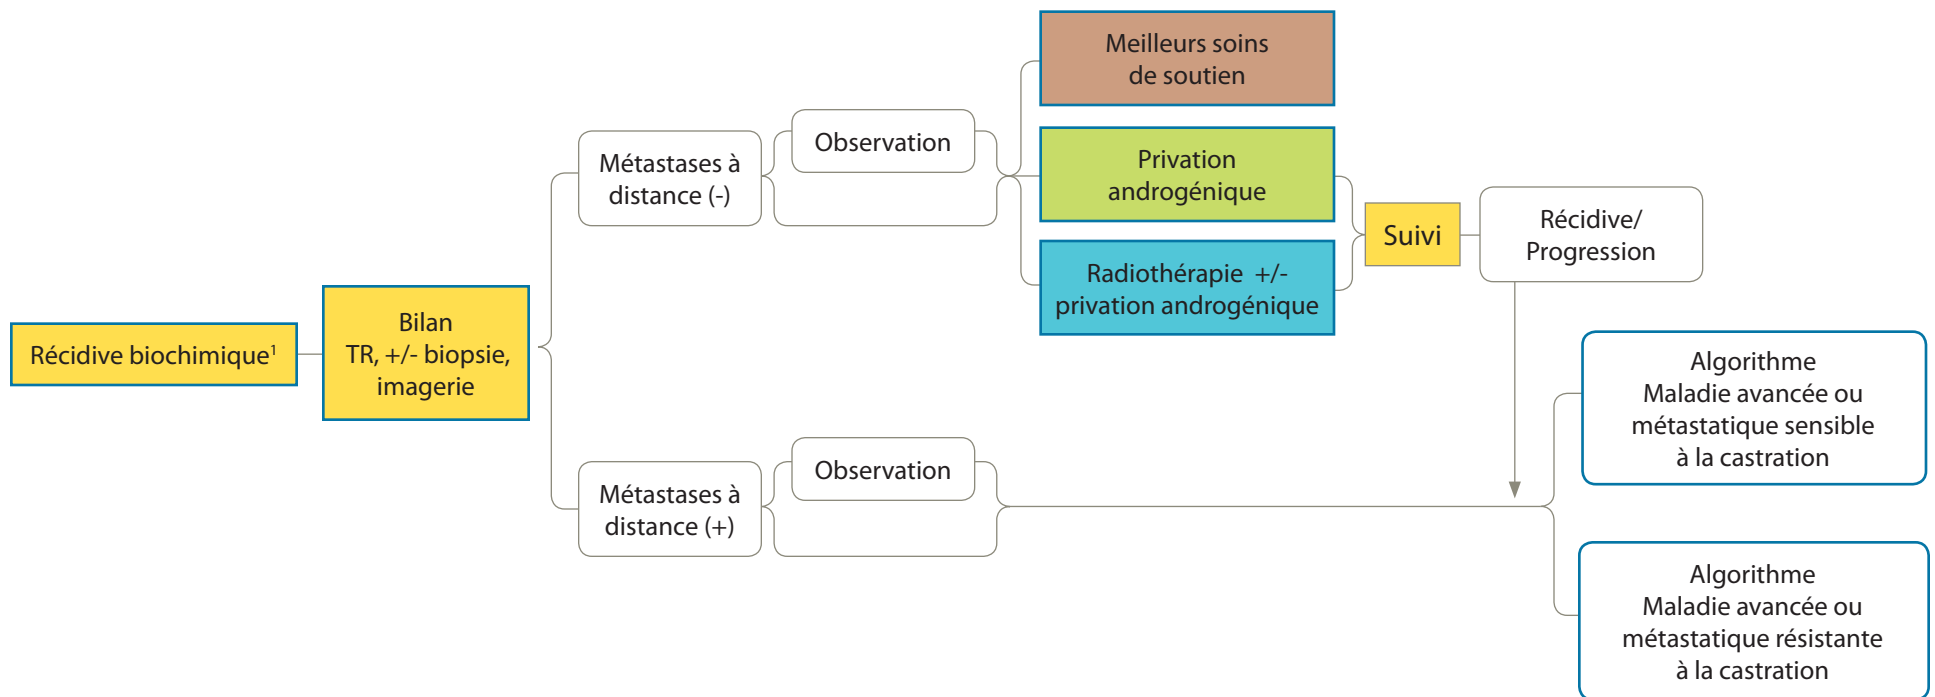 Récidive biochimique¹
Bilan
TR, +/- biopsie,
imagerie
Métastases à
distance (-)
Observation
Meilleurs soins
de soutien
Privation
androgénique
Radiothérapie +/-
privation androgénique
Suivi
Récidive/
Progression
Métastases à
distance (+)
Observation
Algorithme
Maladie avancée ou
métastatique sensible
à la castration
Algorithme
Maladie avancée ou
métastatique résistante
à la castration